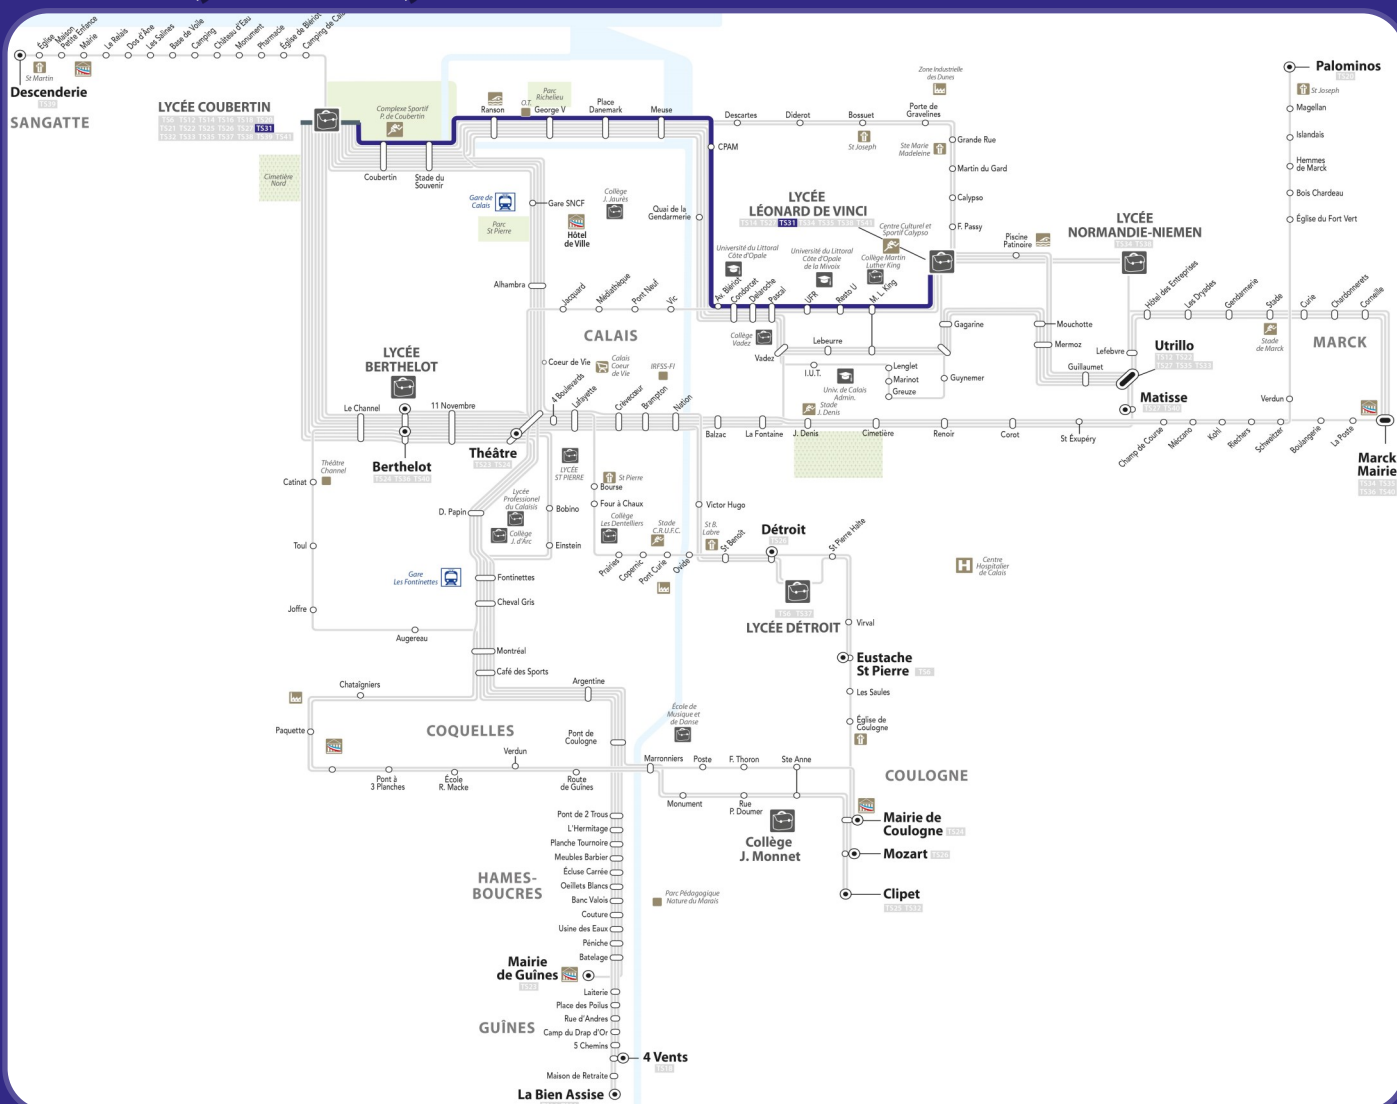 Église
Maison
Petite Enfance
Mairie
Le Relais
Dos d'Âne
Les Salines
Base de Voile
Camping
Château d'Eau
Monument
Pharmacie
Église de Blériot
St Martin
Descenderie
TS39
SANGATTE
LYCÉE COUBERTIN
TS31
Complexe Sportif
P. de Coubertin
Cimetière
Nord
Coubertin
Stade du
Souvenir
Ranson
O.T.
George V
Parc
Richelieu
Place
Danemark
Meuse
Descartes
Diderot
Bossuet
St Joseph
Porte de
Gravelines
Zone Industrielle
des Dunes
Ste Marie
Madeleine
Grande Rue
Martin du Gard
Calypso
F. Passy
CPAM
Quai de la
Gendarmerie
Gare de
Calais
Gare SNCF
Parc
St Pierre
Hôtel
de Ville
Collège
J. Jaurès
LYCÉE
LÉONARD DE VINCI
TS31
Centre Culturel et
Sportif Calypso
Université du Littoral
Côte d'Opale
Université du Littoral
Côte d'Opale
de la Mivoix
Collège Martin
Luther King
Piscine
Patinoire
LYCÉE
NORMANDIE-NIEMEN
Palominos
St Joseph
Magellan
Islandais
Hemmes
de Marck
Bois Chardeau
Église du Fort Vert
Alhambra
Jacquard
Médiathèque
Pont Neuf
Vic
Av. Blériot
Condorcet
Delaroche
Pascal
UFR
Resto U
M. L. King
Hôtel des Entreprises
Les Dryades
Gendarmerie
Stade
Curie
Chardonnerets
Corneille
CALAIS
Collège
Vadez
Vadez
Lebeurre
Gagarine
Mouchotte
Mermoz
Lefebvre
Guillaumet
Utrillo
Stade
de Marck
MARCK
LYCÉE
BERTHELOT
Coeur de Vie
Calais
Coeur
de Vie
IRFSS-FI
I.U.T.
Univ. de Calais
Admin.
Lenglet
Marinot
Greuze
Guynemer
Matisse
Verdun
Le Channel
11 Novembre
4 Boulevards
Lafayette
Crèvecœur
Brampton
Nation
Balzac
La Fontaine
Stade
J. Denis
J. Denis
Cimetière
Renoir
Corot
St Exupéry
Champ de Course
Méccano
Kohl
Riechers
Schweitzer
Boulangerie
La Poste
Marck
Mairie
Berthelot
Théâtre
Théâtre
Channel
Catinat
LYCÉE
ST PIERRE
St Pierre
Bourse
Four à Chaux
D. Papin
Lycée
Professionel
du Calaisis
Collège
J. d'Arc
Bobino
Einstein
Collège
Les Dentelliers
Stade
C.R.U.F.C.
Victor Hugo
St B.
Labre
St Benoît
Détroit
St Pierre Halte
Centre
Hospitalier
de Calais
Toul
Joffre
Augereau
Gare
Les Fontinettes
Fontinettes
Cheval Gris
Montréal
Café des Sports
Prairies
Copernic
Pont Curie
Ovide
LYCÉE DÉTROIT
Virval
Eustache
St Pierre
Les Saules
Église de
Coulogne
Chataîgniers
Paquette
Argentine
COQUELLES
Pont de
Coulogne
École de
Musique et
de Danse
Pont à
3 Planches
École
R. Macke
Verdun
Route
de Guînes
Marronniers
Poste
F. Thoron
Ste Anne
COULOGNE
Monument
Rue
P. Doumer
Collège
J. Monnet
Mairie de
Coulogne
Mozart
Clipet
Pont de 2 Trous
L'Hermitage
Planche Tournoire
Meubles Barbier
Écluse Carrée
Oeillets Blancs
Banc Valois
Couture
Usine des Eaux
Péniche
Batelage
HAMES-
BOUCRES
Parc Pédagogique
Nature du Marais
Mairie
de Guînes
Laiterie
Place des Poilus
Rue d'Andres
Camp du Drap d'Or
5 Chemins
GUÎNES
4 Vents
Maison de Retraite
La Bien Assise